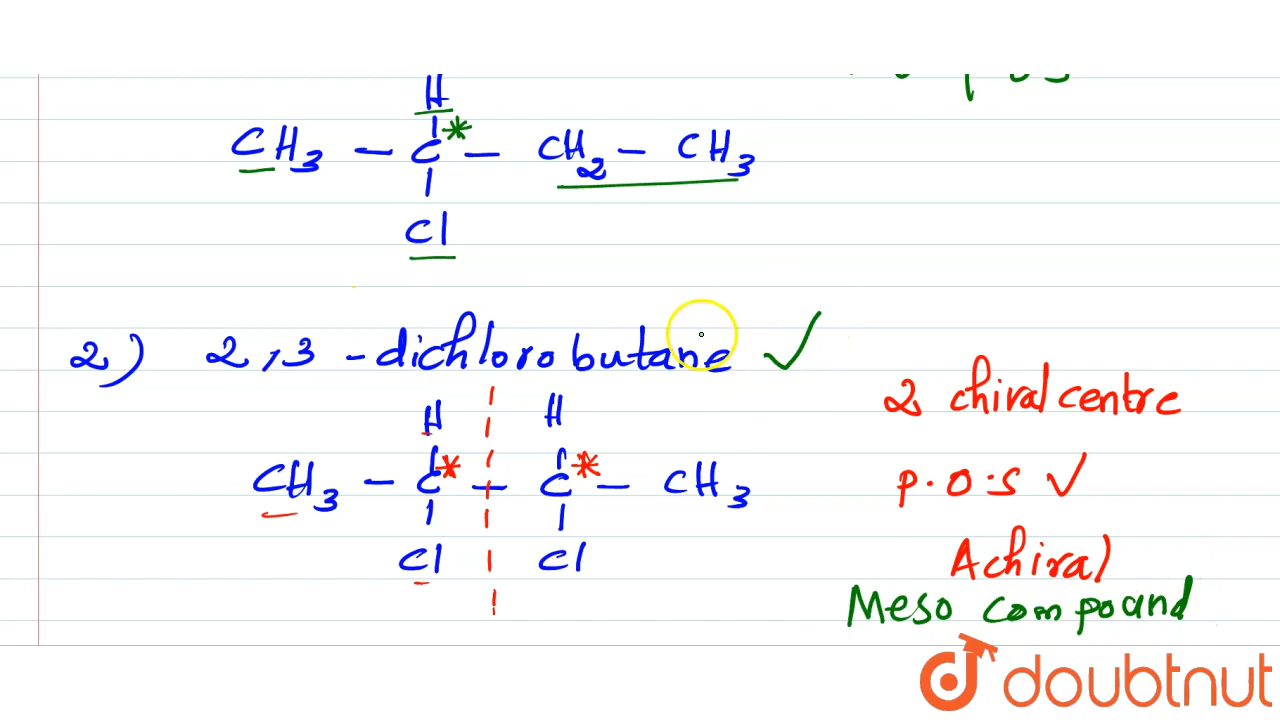 H
CH3 - C* - CH2 - CH3
Cl
2) 2,3-dichlorobutane ✓
H H
CH3 - C* - C* - CH3
Cl Cl
2 chiral centre
P.O.S ✓
Achiral
Meso compound
doubtnut